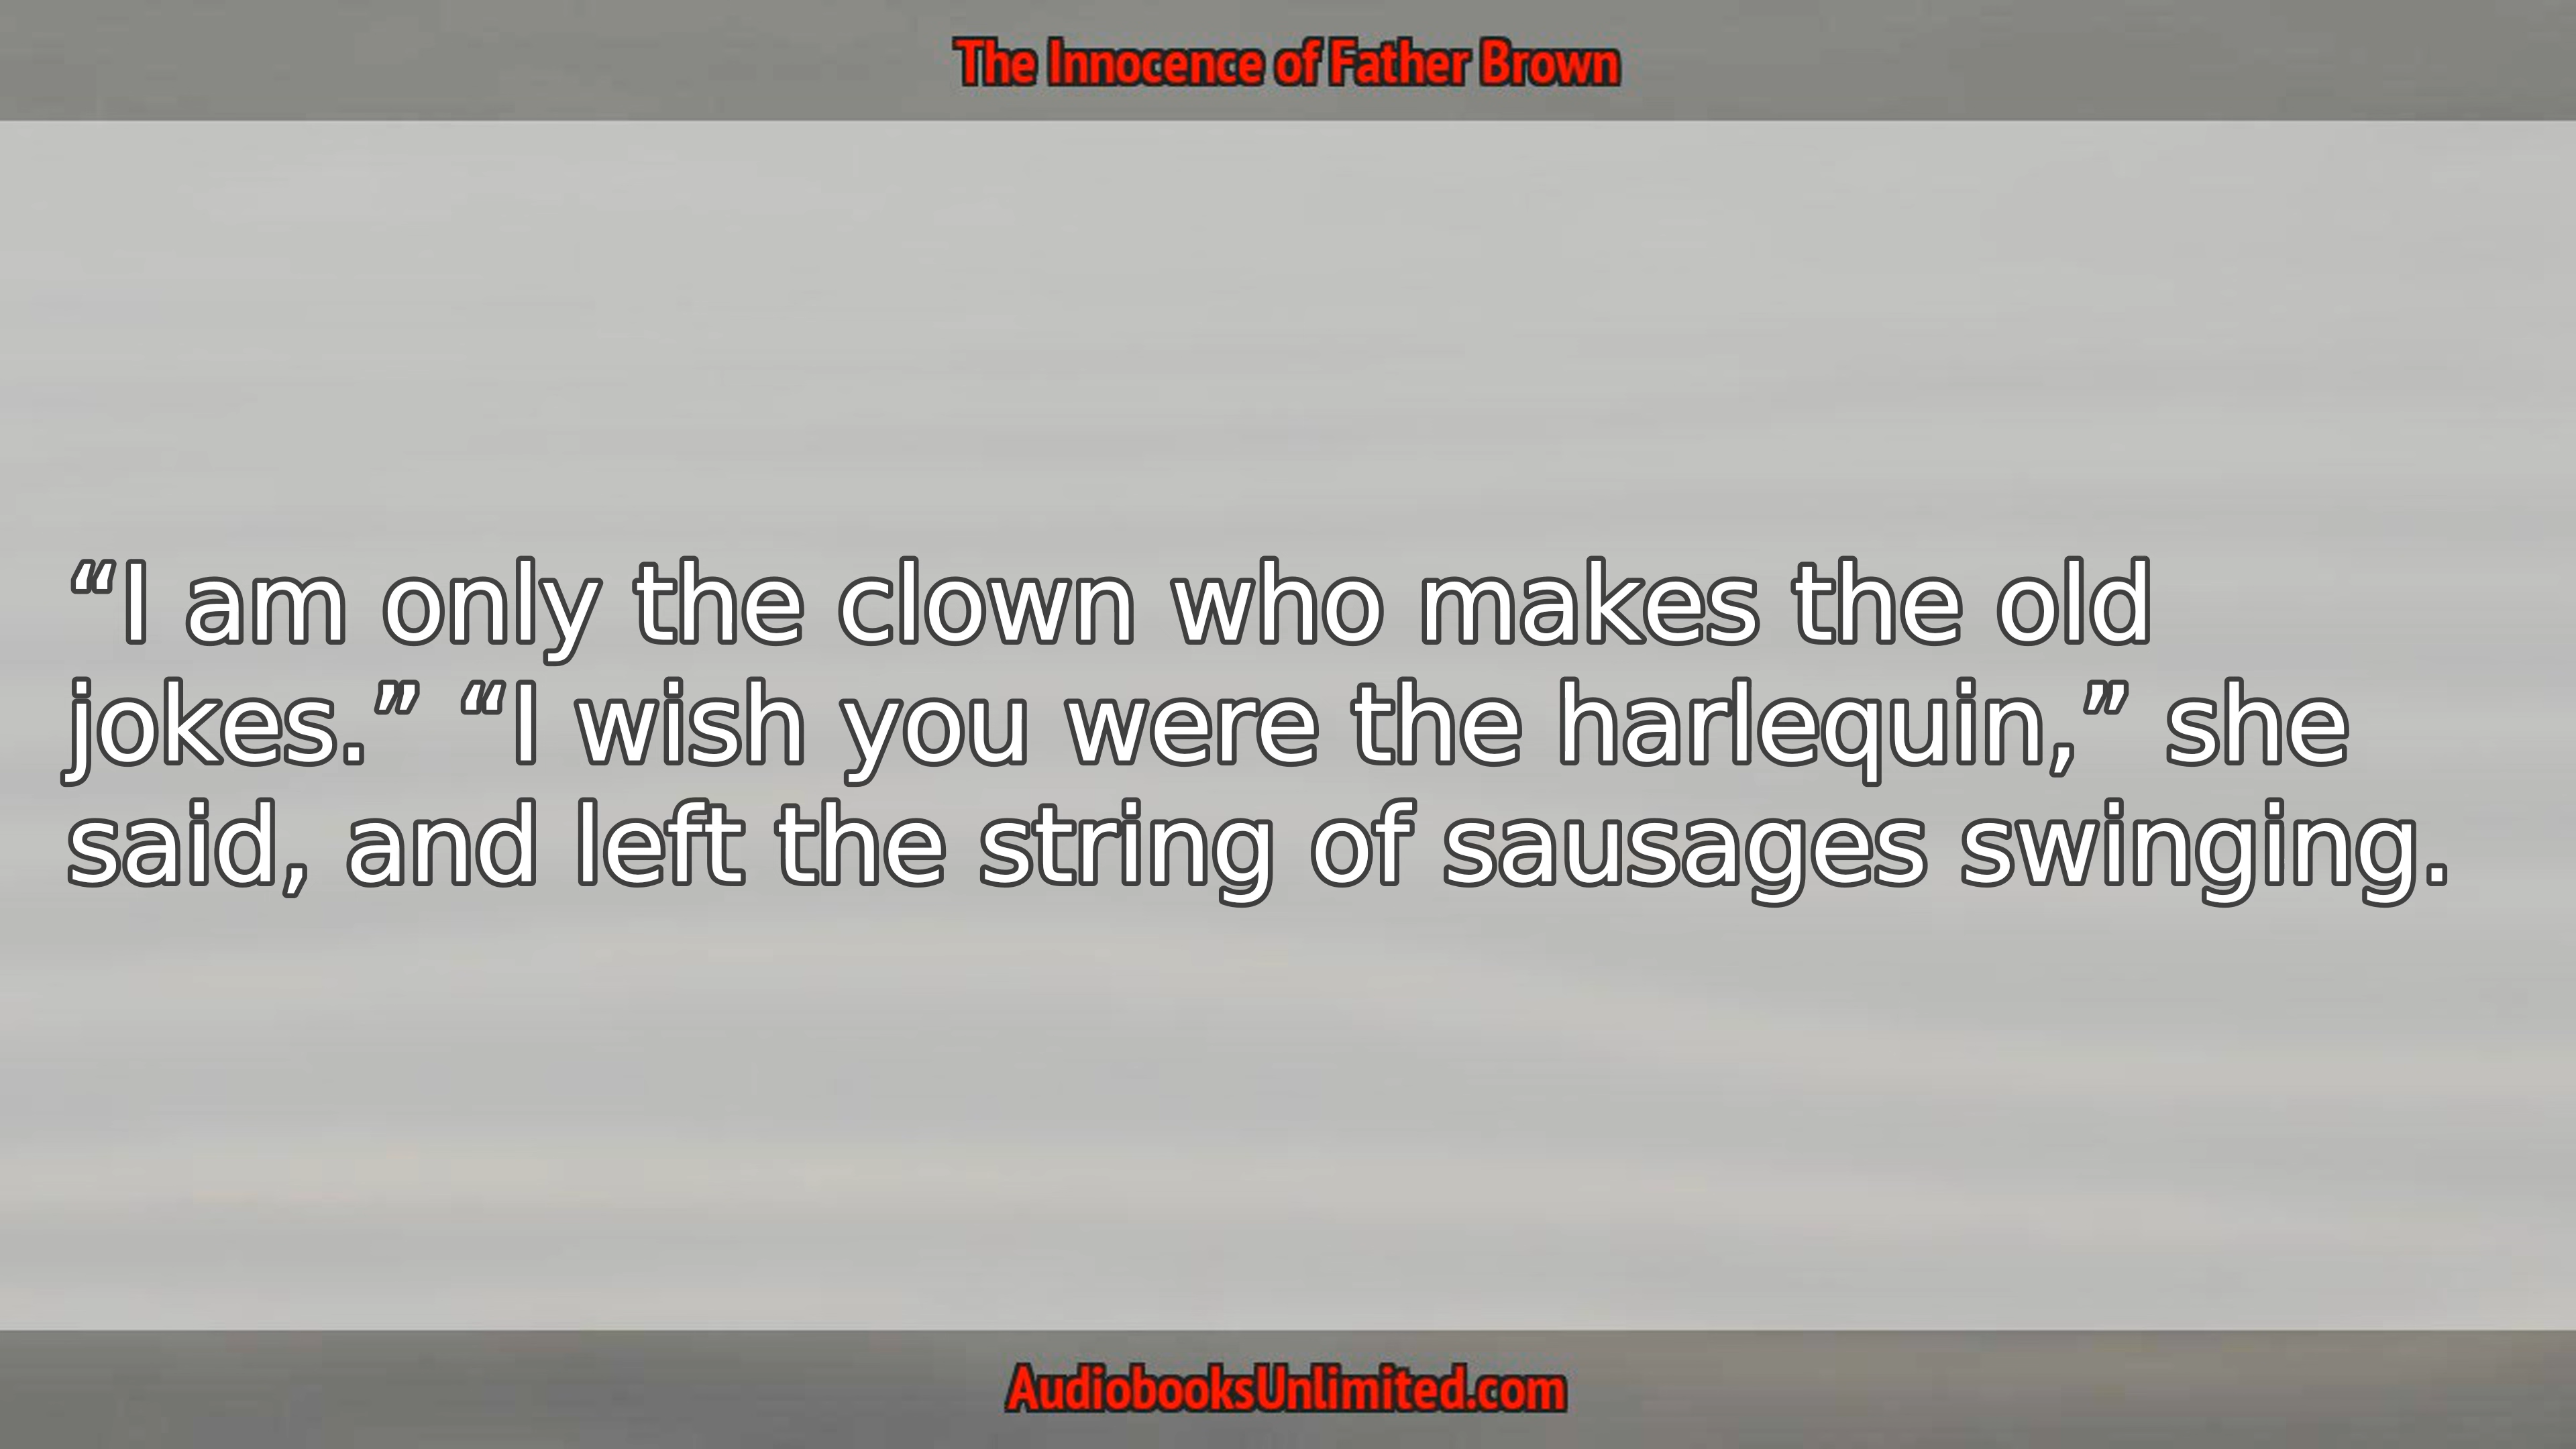 The Innocence of Father Brown
“I am only the clown who makes the old
jokes.” “I wish you were the harlequin,” she
said, and left the string of sausages swinging.
AudiobooksUnlimited.com